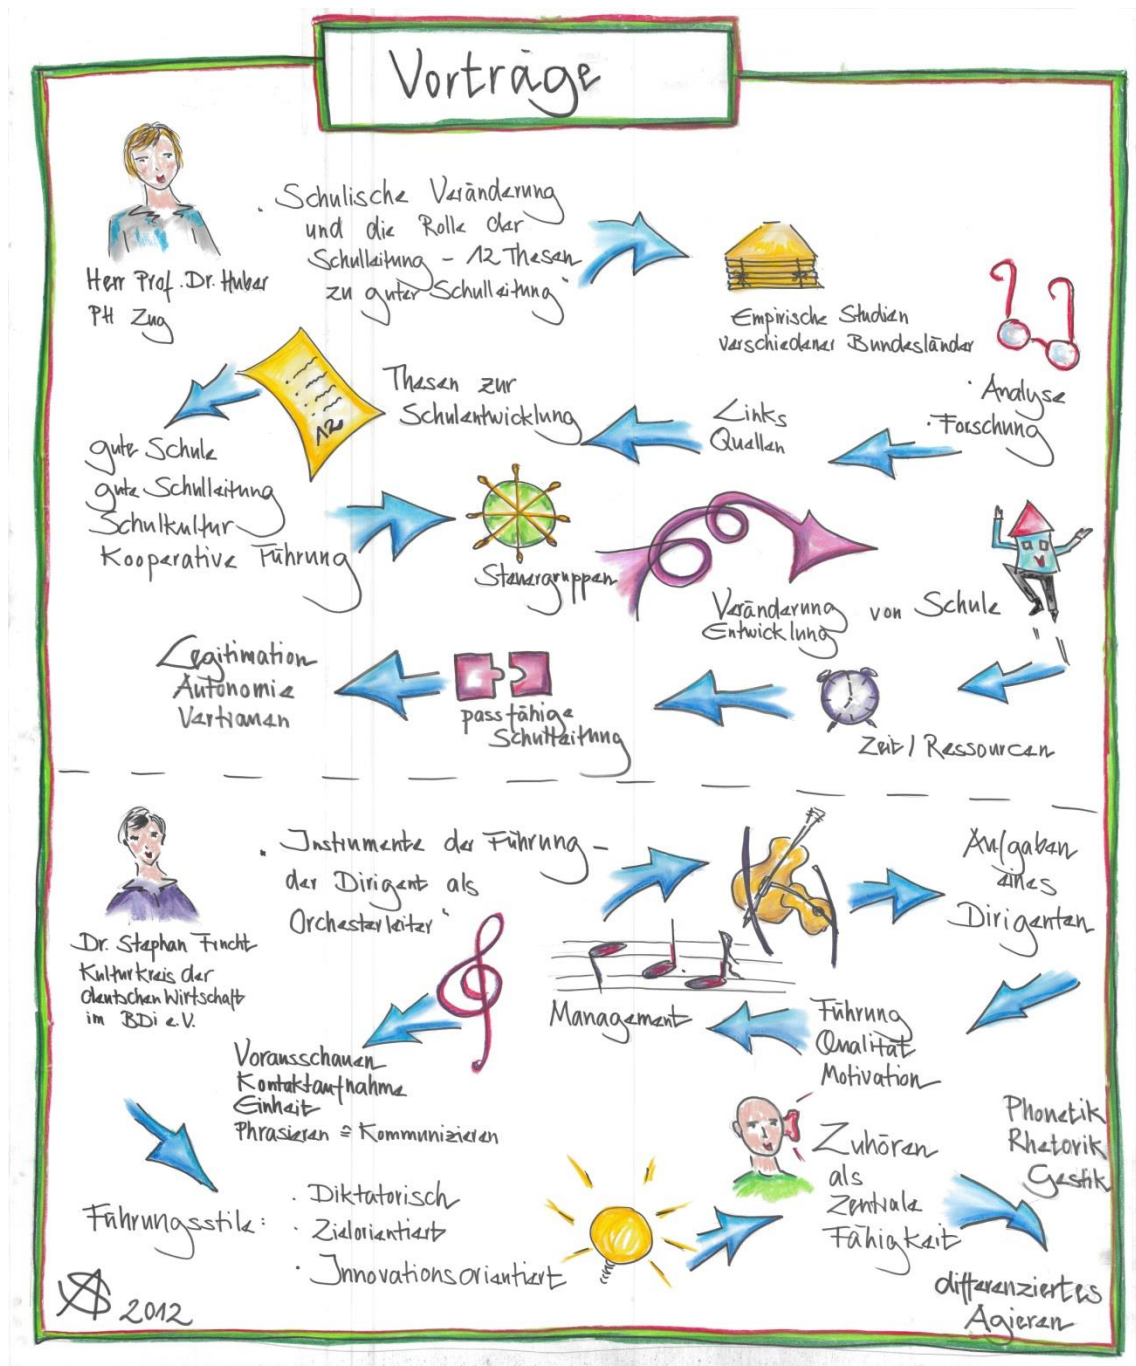 Vorträge
· Schulische Veränderung
und die Rolle der
Schulleitung – 12 Thesen
zu guter Schulleitung"
Herr Prof. Dr. Huber
PH Zug
Empirische Studien
verschiedener Bundesländer
· Analyse
· Forschung
Links
Quellen
Thesen zur
Schulentwicklung
12
gute Schule
gute Schulleitung
Schulkultur
Kooperative Führung
Steuergruppen
Veränderung
Entwicklung
von Schule
Zeit / Ressourcen
passfähige
Schulleitung
Legitimation
Autonomie
Vertrauen
Dr. Stephan Frucht
Kulturkreis der
deutschen Wirtschaft
im BDi e.V.
· Instrumente der Führung –
der Dirigent als
Orchesterleiter"
Aufgaben
eines
Dirigenten
Führung
Qualität
Motivation
Management
Vorausschauen
Kontaktaufnahme
Einheit
Phrasieren ≙ Kommunizieren
Führungsstile:
· Diktatorisch
· Zielorientiert
· Innovationsorientiert
Zuhören
als
Zentrale
Fähigkeit
Phonetik
Rhetorik
Gestik
differenziertes
Agieren
2012